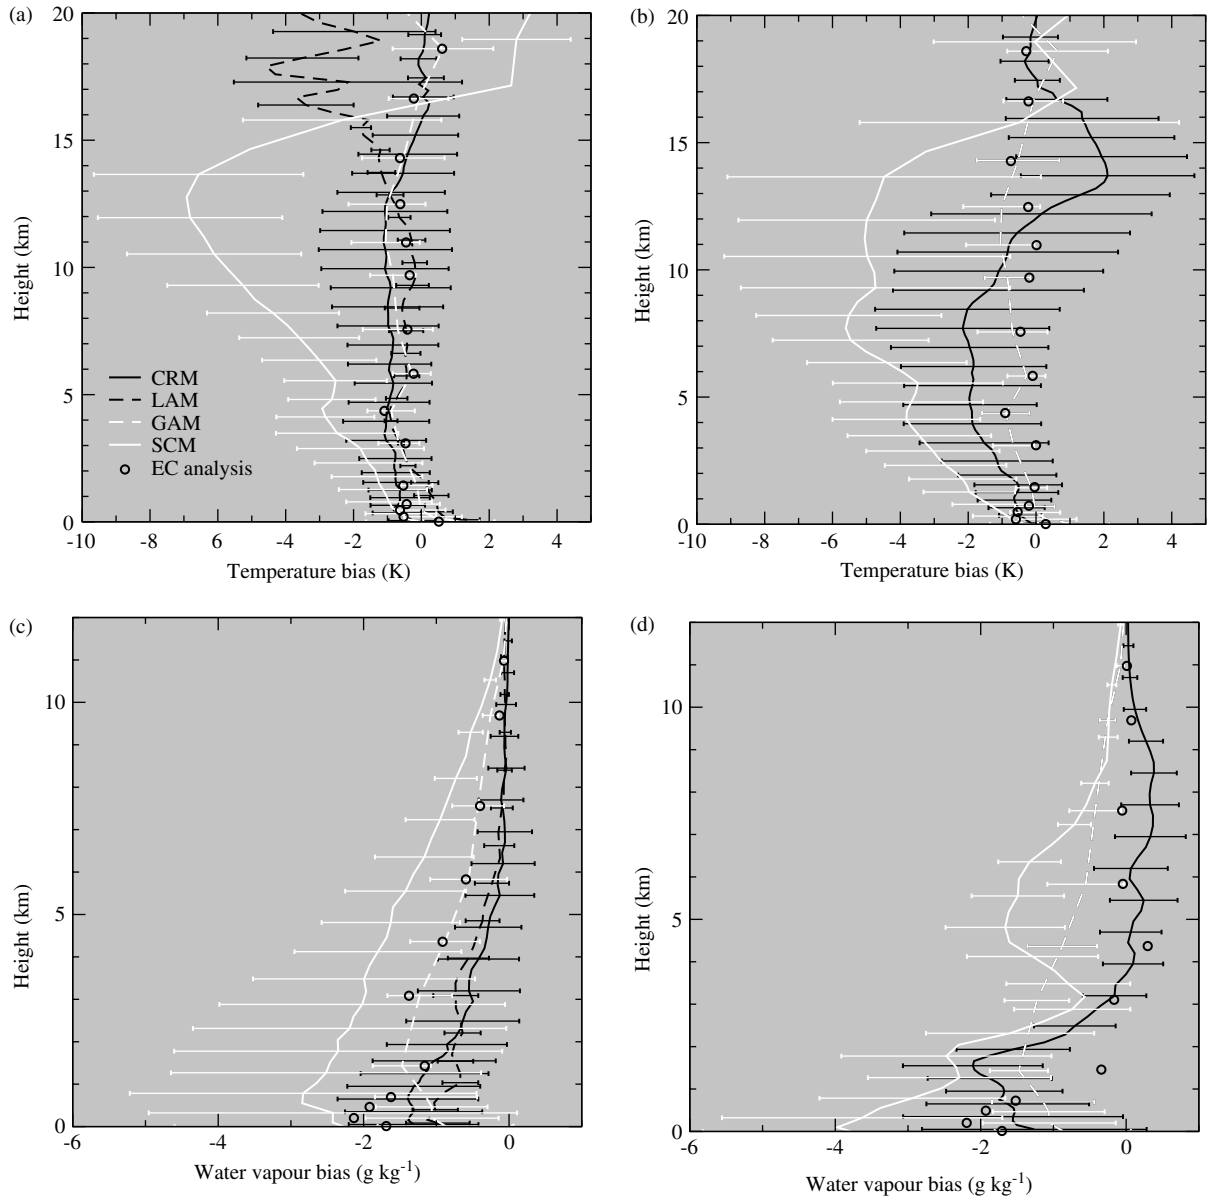 (a)
20
15
10
5
0
Height (km)
CRM
LAM
GAM
SCM
EC analysis
-10 -8 -6 -4 -2 0 2 4
Temperature bias (K)
(b)
20
15
10
5
0
Height (km)
-10 -8 -6 -4 -2 0 2 4
Temperature bias (K)
(c)
10
5
0
Height (km)
-6 -4 -2 0
Water vapour bias (g kg-1)
(d)
10
5
0
Height (km)
-6 -4 -2 0
Water vapour bias (g kg-1)